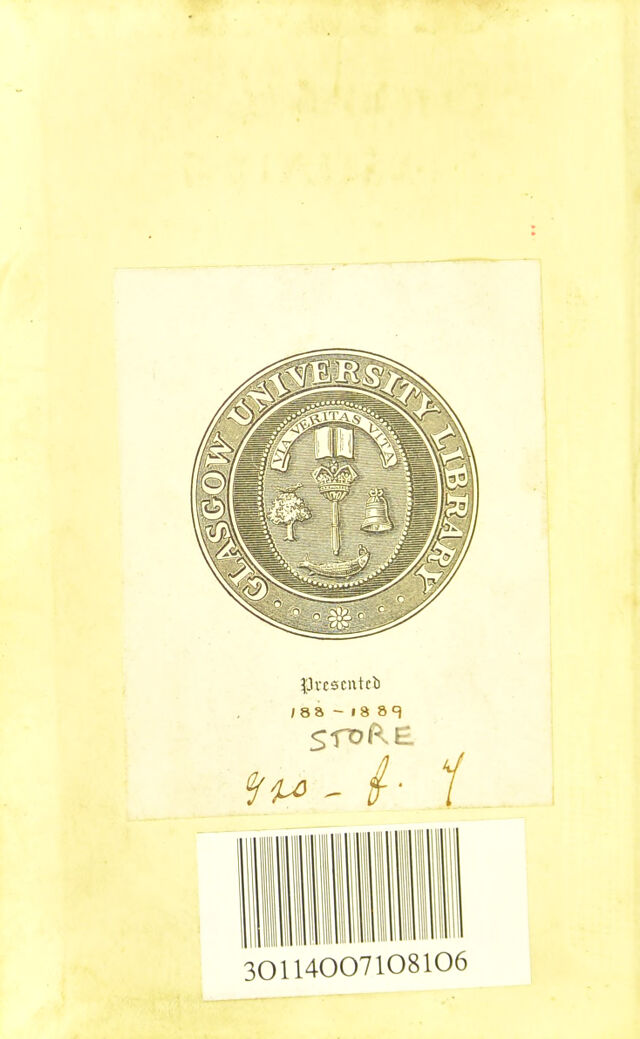 GLASGOW UNIVERSITY LIBRARY
VIA VERITAS VITA
Presented
188-1889
STORE
30114007108106